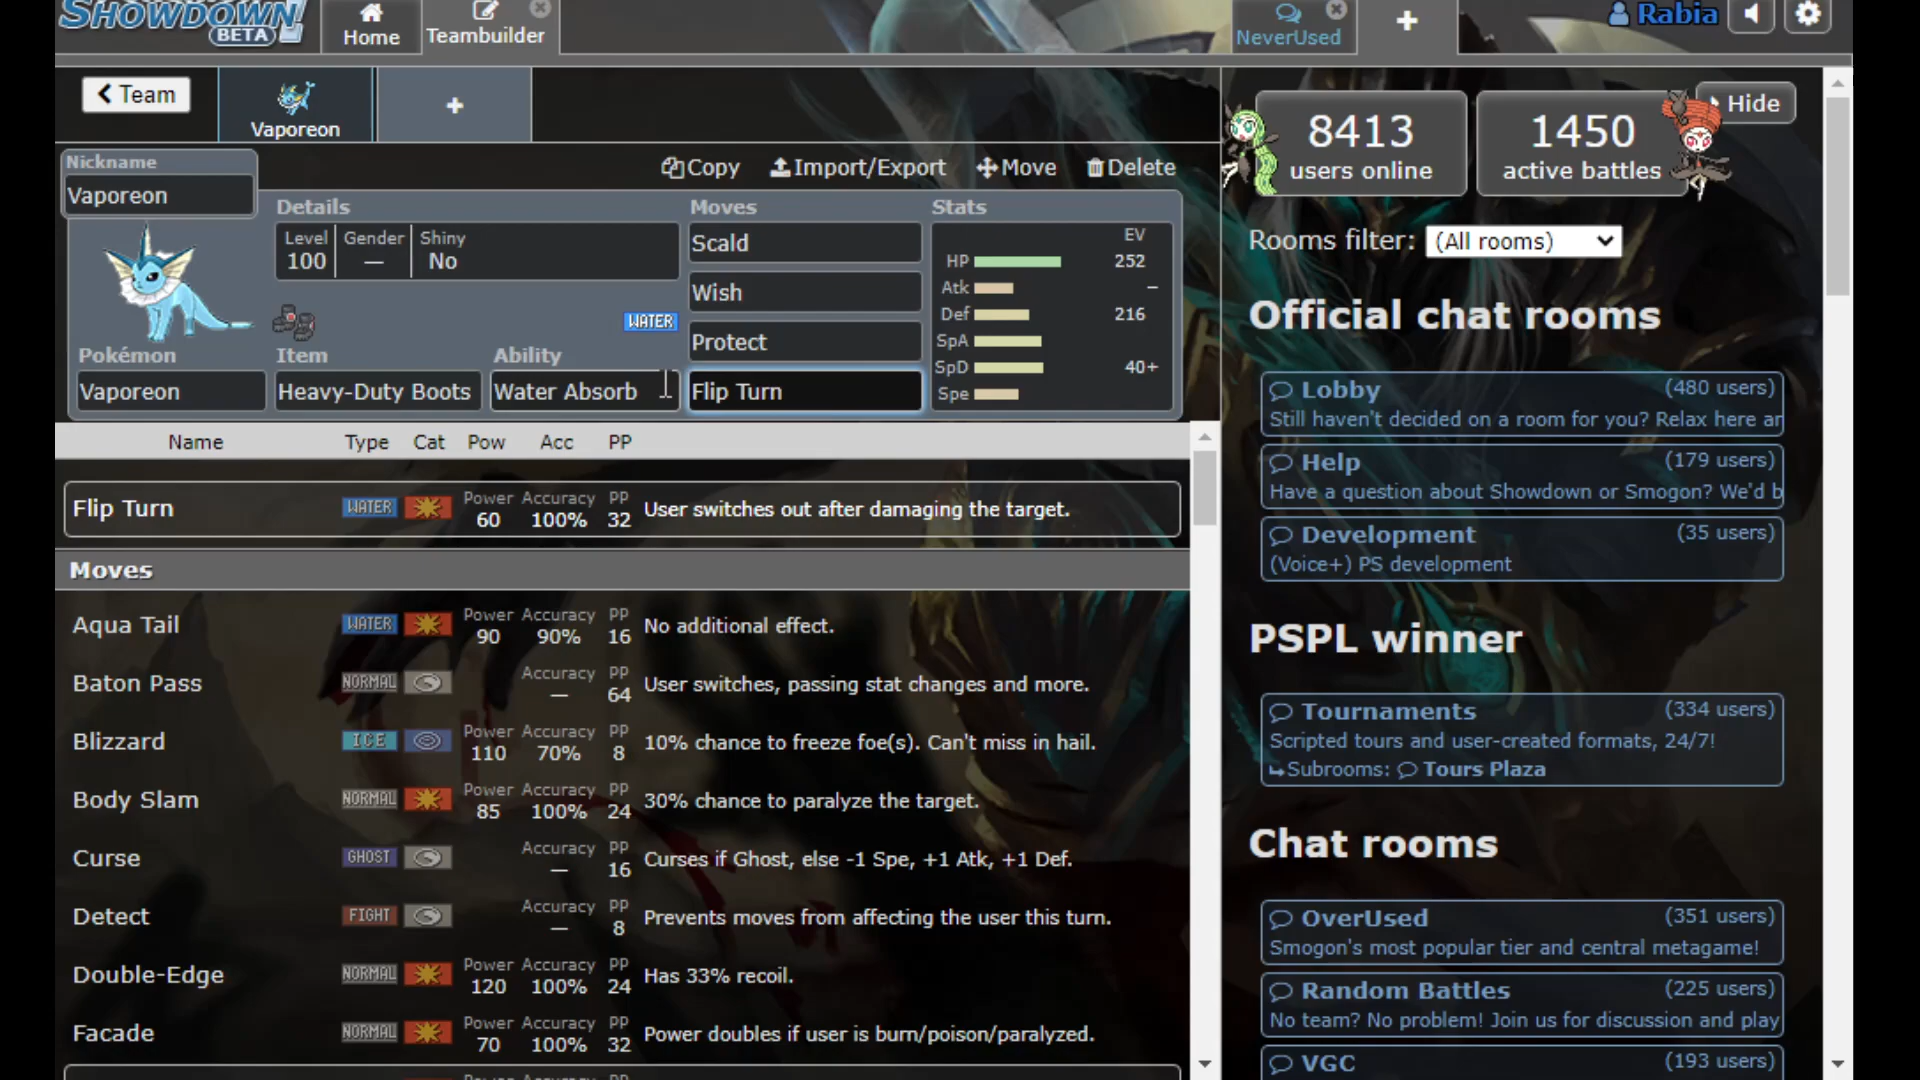 SHOWDOWN!
BETA
Home
Teambuilder
NeverUsed
+
Rabia
Team
Vaporeon
+
Copy
Import/Export
Move
Delete
Nickname
Vaporeon
Details
Level Gender Shiny
100 — No
WATER
Pokémon Item Ability
Vaporeon Heavy-Duty Boots Water Absorb
Moves
Scald
Wish
Protect
Flip Turn
Stats
EV
HP 252
Atk –
Def 216
SpA
SpD 40+
Spe
Name Type Cat Pow Acc PP
Flip Turn WATER Power 60 Accuracy 100% PP 32 User switches out after damaging the target.
Moves
Aqua Tail WATER Power 90 Accuracy 90% PP 16 No additional effect.
Baton Pass NORMAL Accuracy — PP 64 User switches, passing stat changes and more.
Blizzard ICE Power 110 Accuracy 70% PP 8 10% chance to freeze foe(s). Can't miss in hail.
Body Slam NORMAL Power 85 Accuracy 100% PP 24 30% chance to paralyze the target.
Curse GHOST Accuracy — PP 16 Curses if Ghost, else -1 Spe, +1 Atk, +1 Def.
Detect FIGHT Accuracy — PP 8 Prevents moves from affecting the user this turn.
Double-Edge NORMAL Power 120 Accuracy 100% PP 24 Has 33% recoil.
Facade NORMAL Power 70 Accuracy 100% PP 32 Power doubles if user is burn/poison/paralyzed.
8413
users online
1450
active battles
Hide
Rooms filter: (All rooms)
Official chat rooms
Lobby (480 users)
Still haven't decided on a room for you? Relax here ar
Help (179 users)
Have a question about Showdown or Smogon? We'd b
Development (35 users)
(Voice+) PS development
PSPL winner
Tournaments (334 users)
Scripted tours and user-created formats, 24/7!
Subrooms: Tours Plaza
Chat rooms
OverUsed (351 users)
Smogon's most popular tier and central metagame!
Random Battles (225 users)
No team? No problem! Join us for discussion and play
VGC (193 users)